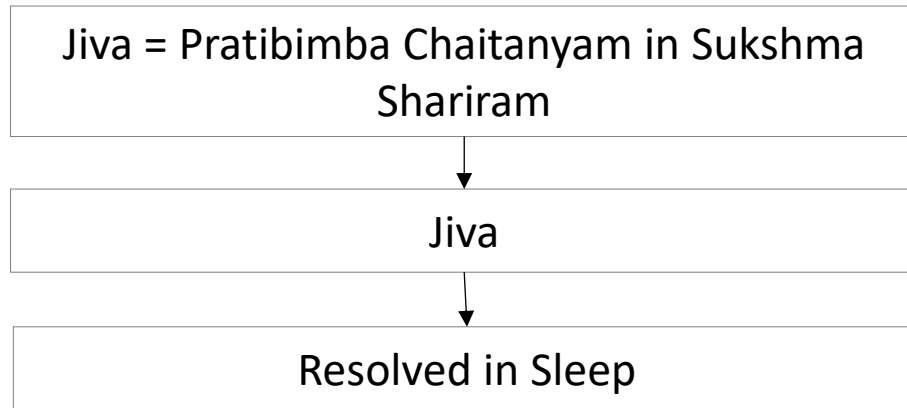 Jiva = Pratibimba Chaitanyam in Sukshma
Shariram
Jiva
Resolved in Sleep